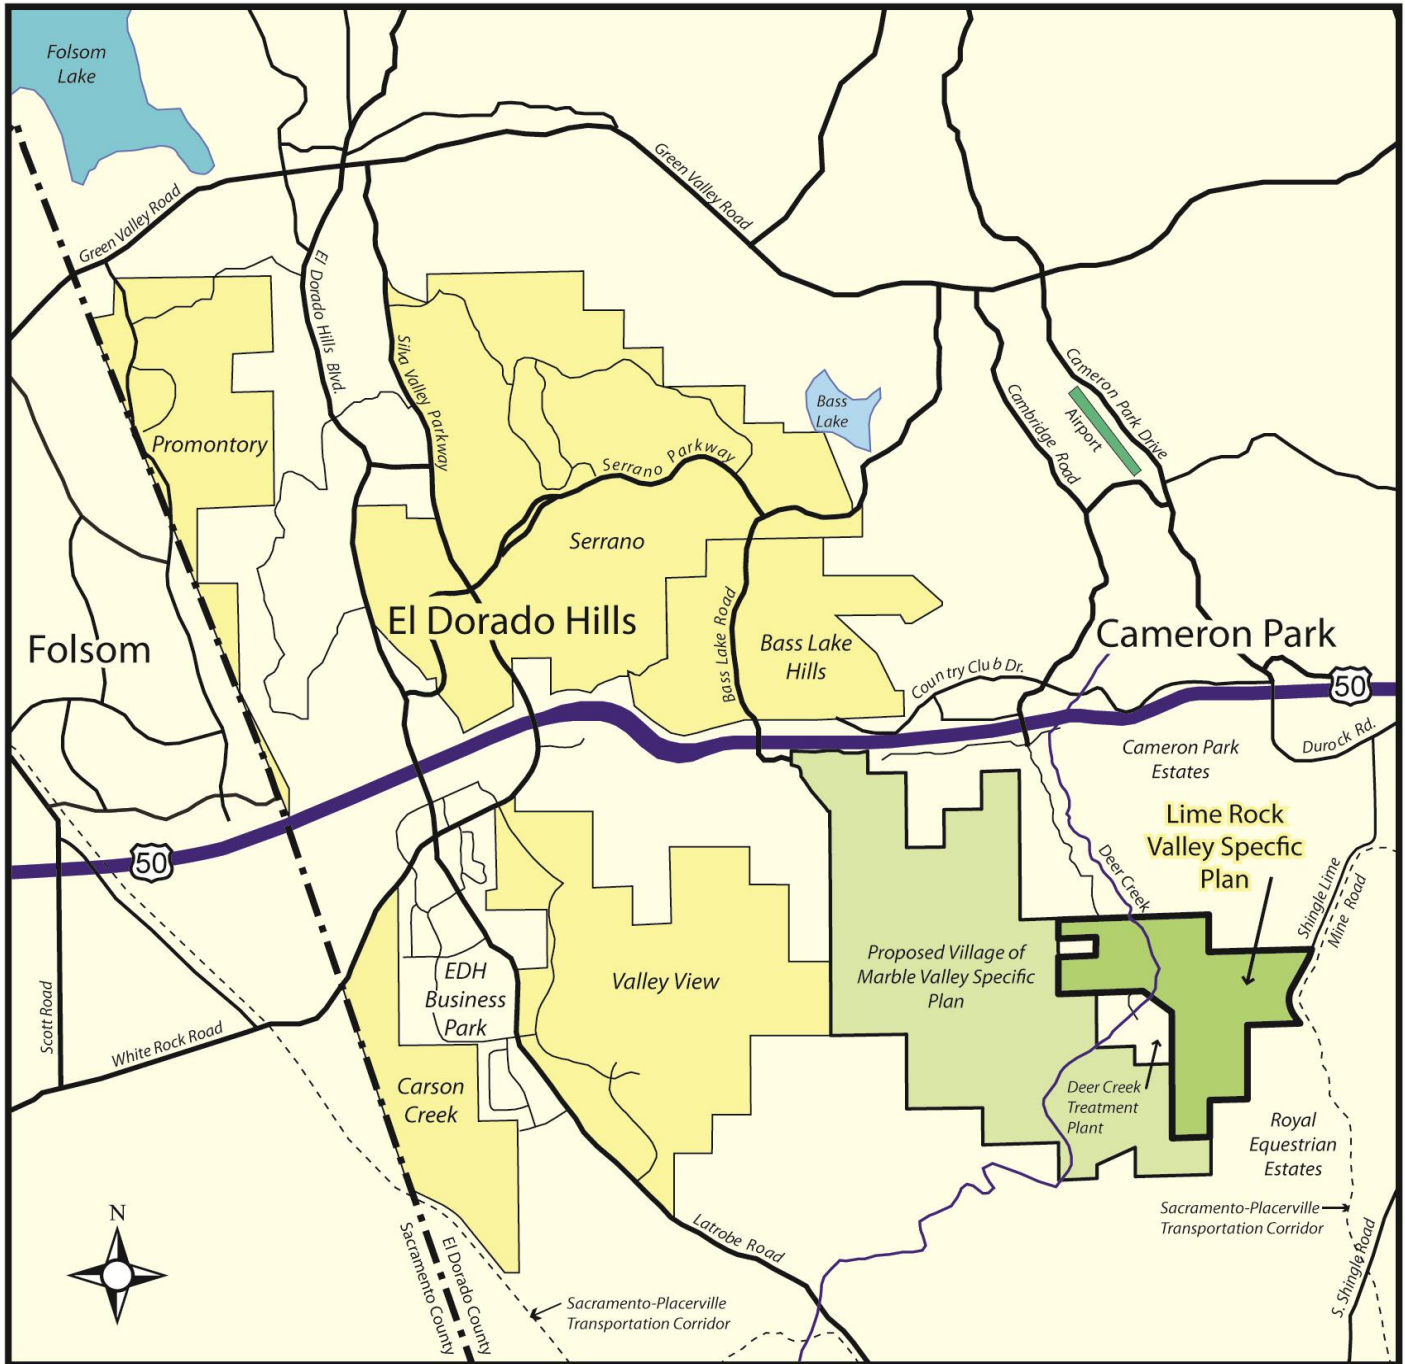 Folsom
Lake
Green Valley Road
Green Valley Road
El Dorado Hills Blvd.
Silva Valley Parkway
Bass
Lake
Cameron Park Drive
Airport
Cambridge Road
Promontory
Serrano Parkway
Serrano
El Dorado Hills
Folsom
Bass Lake Road
Bass Lake
Hills
Cameron Park
Country Club Dr.
50
Durock Rd.
Cameron Park
Estates
Lime Rock
Valley Specfic
Plan
50
Deer Creek
Shingle Lime
Mine Road
Proposed Village of
Marble Valley Specific
Plan
Valley View
EDH
Business
Park
Scott Road
White Rock Road
Carson
Creek
Deer Creek
Treatment
Plant
Royal
Equestrian
Estates
Sacramento-Placerville
Transportation Corridor
N
Latrobe Road
S. Shingle Road
El Dorado County
Sacramento County
Sacramento-Placerville
Transportation Corridor